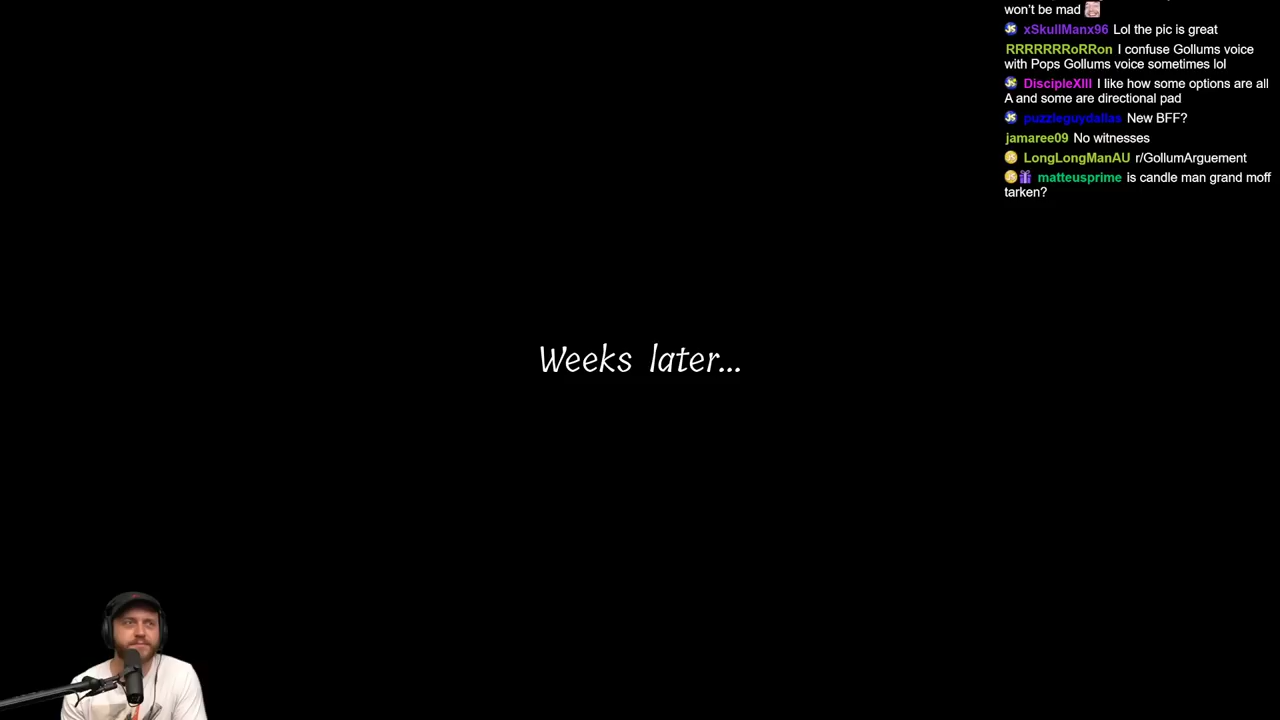 won't be mad
xSkullManx96 Lol the pic is great
RRRRRRRoRRon I confuse Gollums voice
with Pops Gollums voice sometimes lol
DiscipleXIII I like how some options are all
A and some are directional pad
puzzleguydallas New BFF?
jamaree09 No witnesses
LongLongManAU r/GollumArguement
matteusprime is candle man grand moff
tarken?
Weeks later...